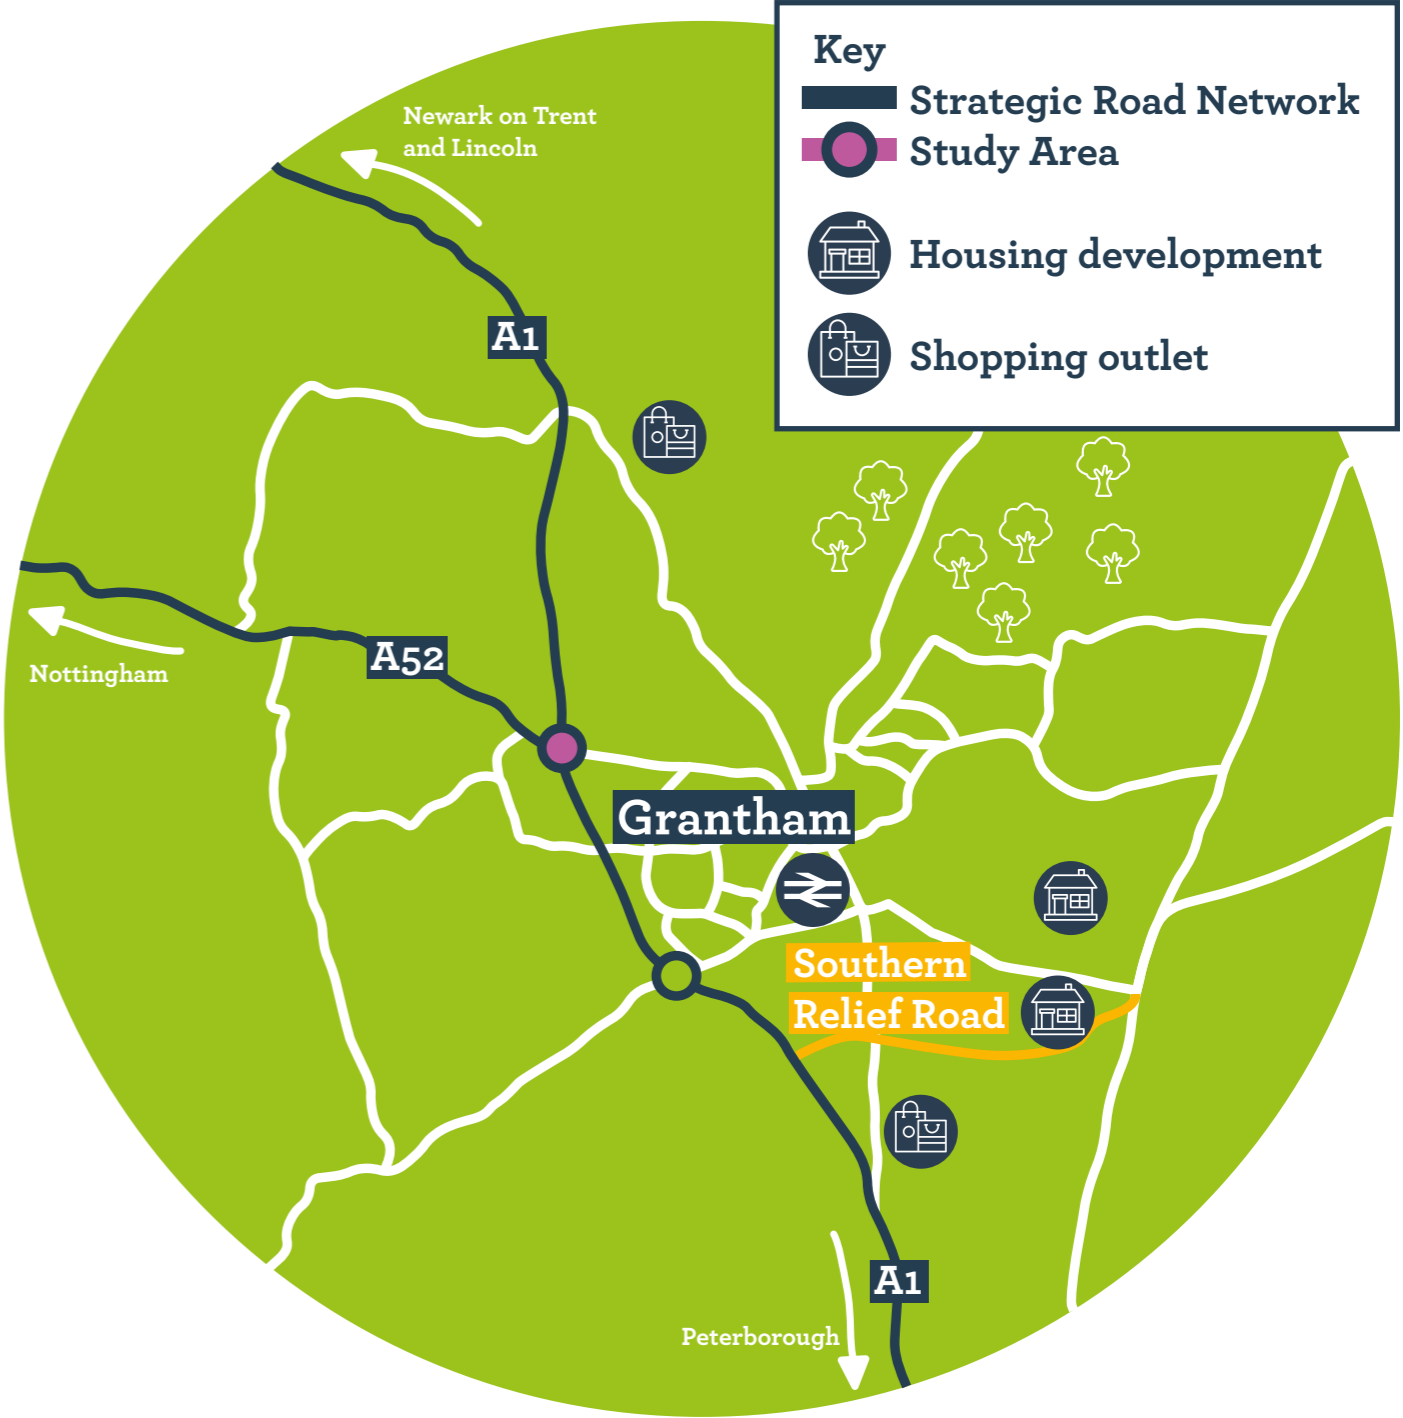 Key
Strategic Road Network
Study Area
Housing development
Shopping outlet
Newark on Trent
and Lincoln
A1
A52
Nottingham
Grantham
Southern
Relief Road
A1
Peterborough